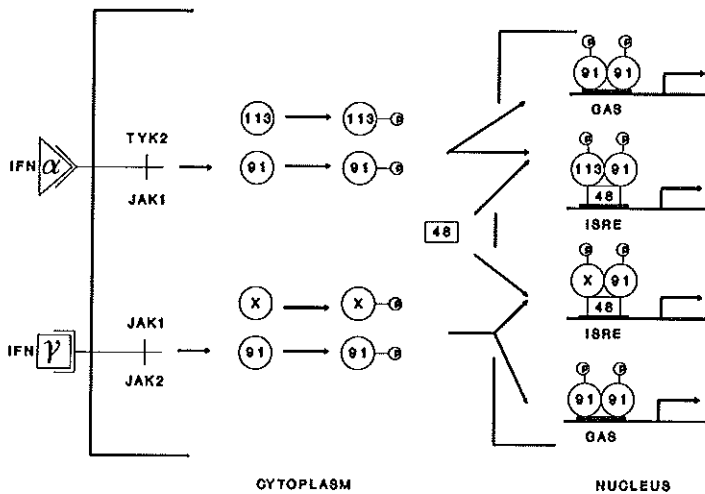 P P
91 91
GAS
TYK2
IFN α
JAK1
113 113 P
91 91 P
P P
113 91
48
ISRE
48
P P
X 91
48
ISRE
JAK1
IFN γ
JAK2
X X P
91 91 P
P P
91 91
GAS
CYTOPLASM NUCLEUS